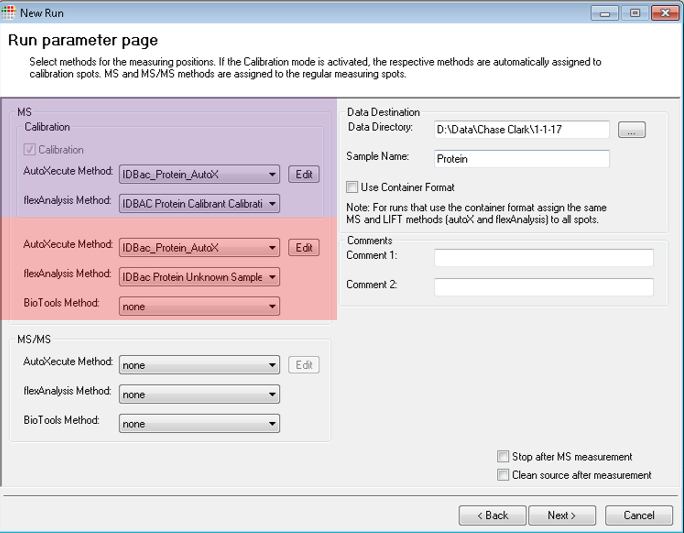 New Run
Run parameter page
Select methods for the measuring positions. If the Calibration mode is activated, the respective methods are automatically assigned to
calibration spots. MS and MS/MS methods are assigned to the regular measuring spots.
MS
Calibration
Calibration
AutoXecute Method: IDBac_Protein_AutoX Edit
flexAnalysis Method: IDBAC Protein Calibrant Calibrati
AutoXecute Method: IDBac_Protein_AutoX Edit
flexAnalysis Method: IDBac Protein Unknown Sample
BioTools Method: none
MS/MS
AutoXecute Method: none Edit
flexAnalysis Method: none
BioTools Method: none
Data Destination
Data Directory: D:\Data\Chase Clark\1-1-17 ...
Sample Name: Protein
Use Container Format
Note: For runs that use the container format assign the same
MS and LIFT methods (autoX and flexAnalysis) to all spots.
Comments
Comment 1:
Comment 2:
Stop after MS measurement
Clean source after measurement
< Back Next > Cancel